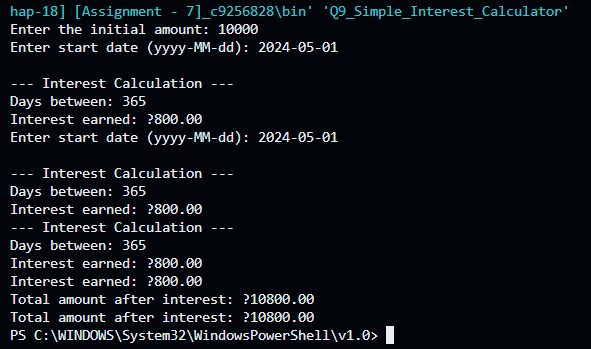 hap-18] [Assignment - 7]_c9256828\bin' 'Q9_Simple_Interest_Calculator'
Enter the initial amount: 10000
Enter start date (yyyy-MM-dd): 2024-05-01
--- Interest Calculation ---
Days between: 365
Interest earned: ?800.00
Enter start date (yyyy-MM-dd): 2024-05-01
--- Interest Calculation ---
Days between: 365
Interest earned: ?800.00
--- Interest Calculation ---
Days between: 365
Interest earned: ?800.00
Interest earned: ?800.00
Total amount after interest: ?10800.00
Total amount after interest: ?10800.00
PS C:\WINDOWS\System32\WindowsPowerShell\v1.0>